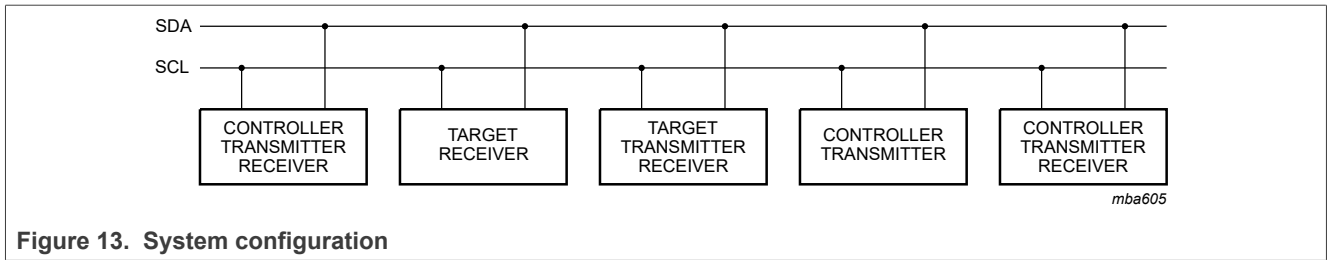 SDA
SCL
CONTROLLER
TRANSMITTER
RECEIVER
TARGET
RECEIVER
TARGET
TRANSMITTER
RECEIVER
CONTROLLER
TRANSMITTER
CONTROLLER
TRANSMITTER
RECEIVER
mba605
Figure 13. System configuration